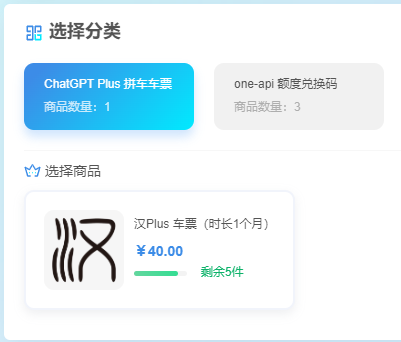 选择分类
ChatGPT Plus 拼车车票
商品数量：1
one-api 额度兑换码
商品数量：3
选择商品
汉
汉Plus 车票（时长1个月）
￥40.00
剩余5件